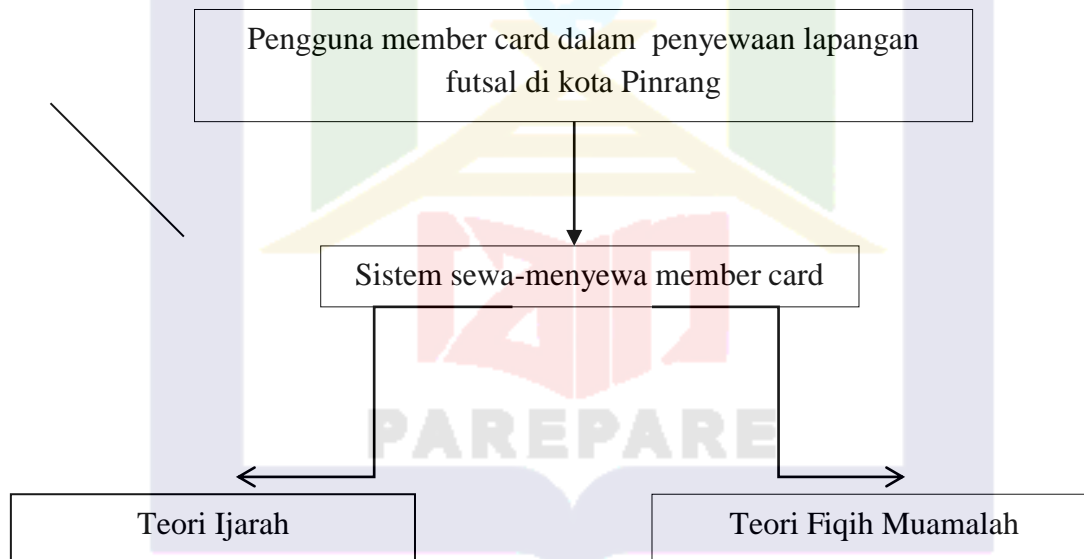 Pengguna member card dalam penyewaan lapangan
futsal di kota Pinrang
Sistem sewa-menyewa member card
PAREPARE
Teori Ijarah
Teori Fiqih Muamalah